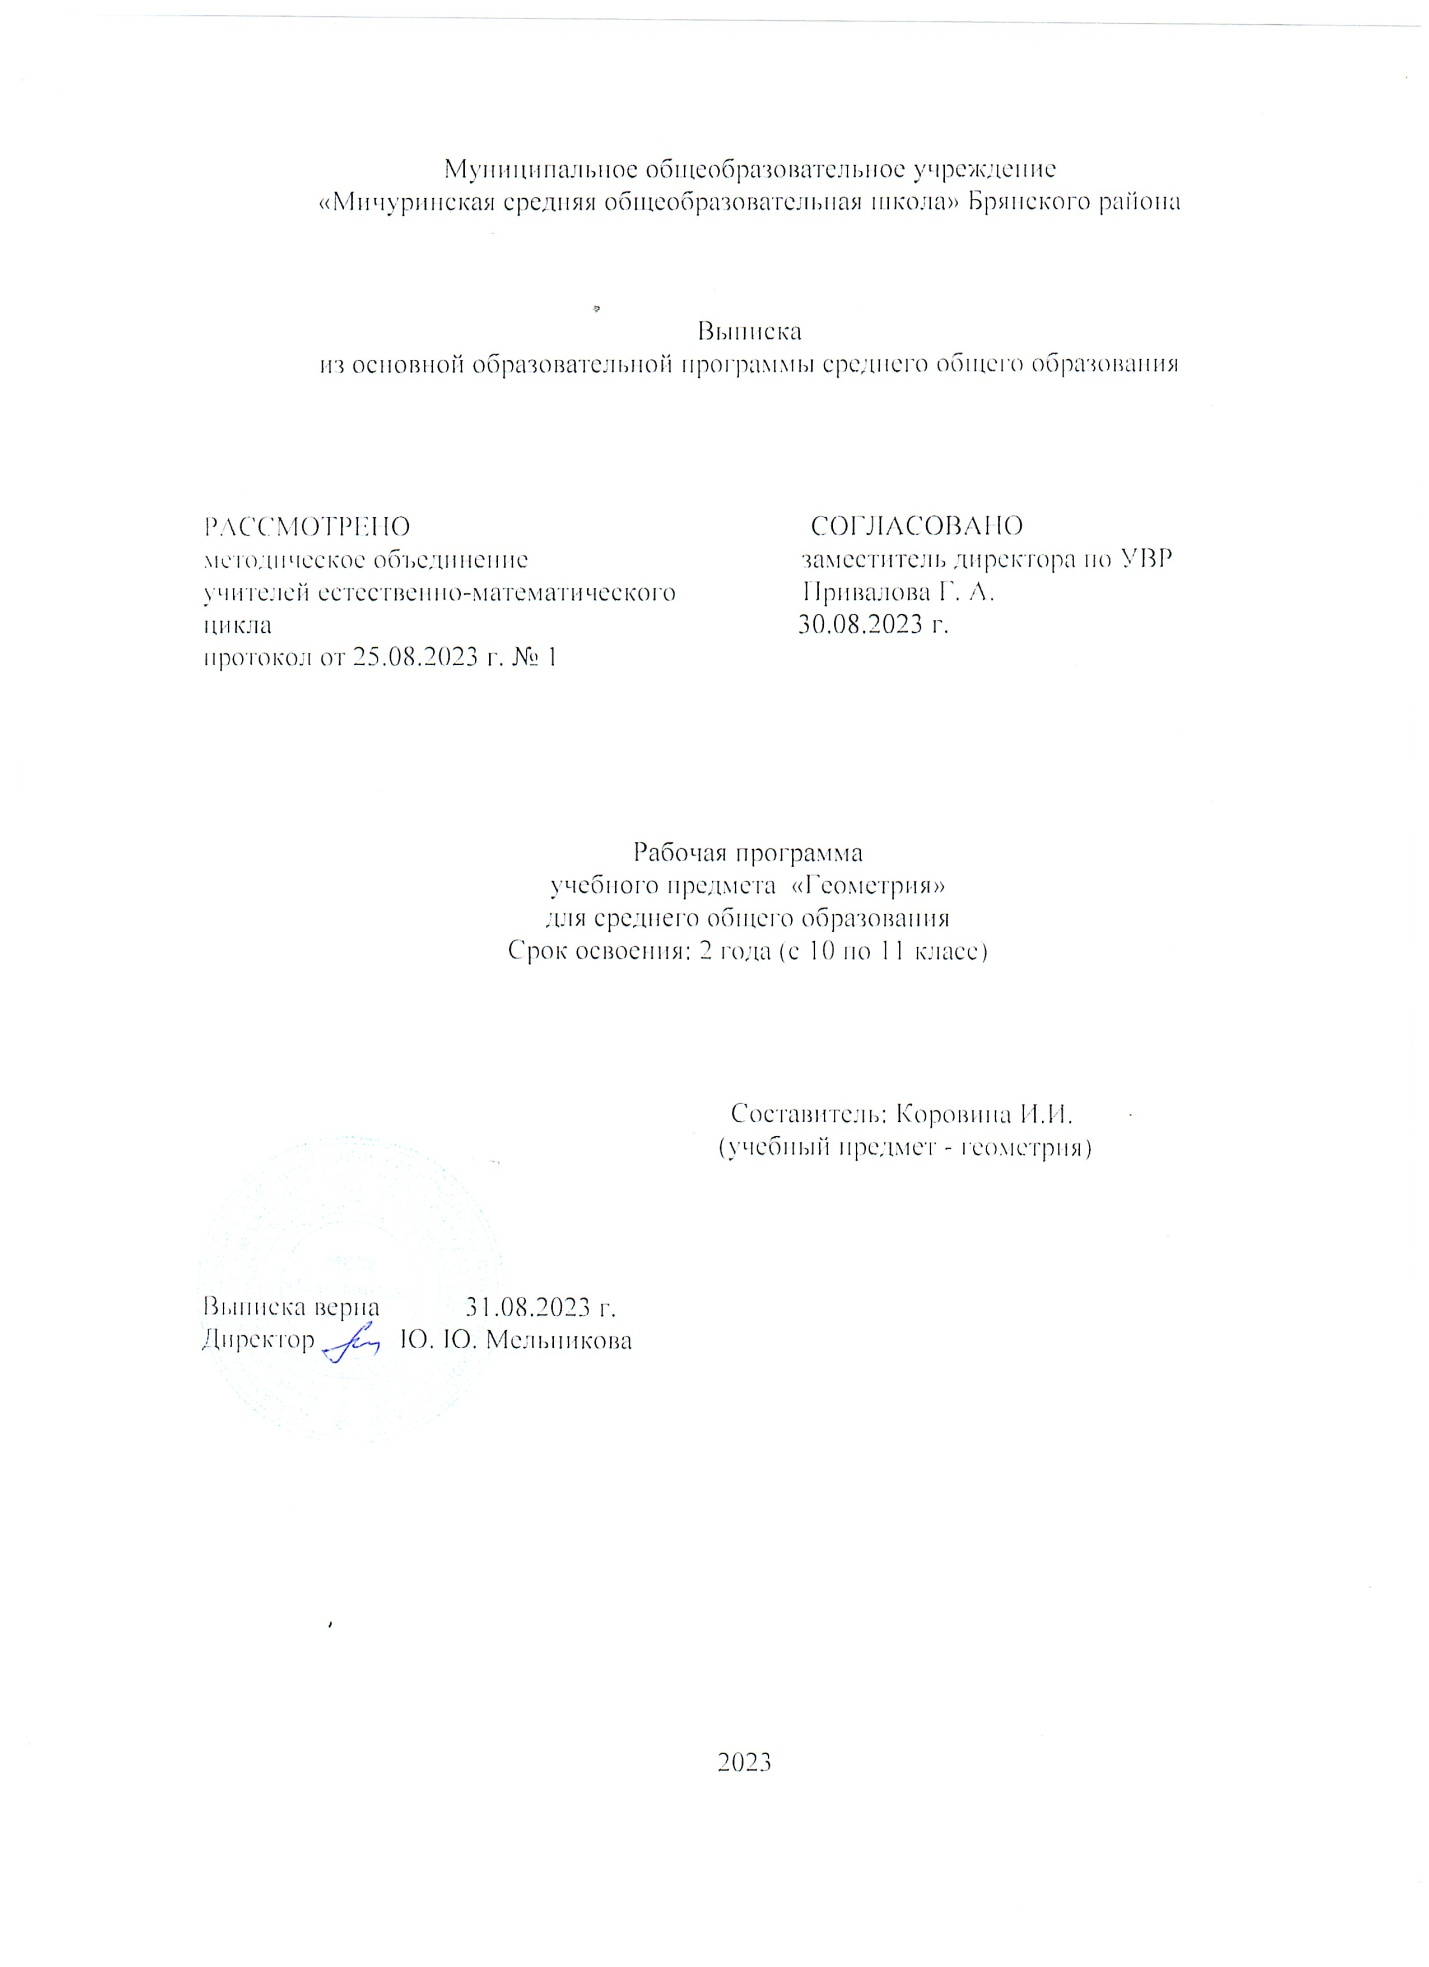 Муниципальное общеобразовательное учреждение
«Мичуринская средняя общеобразовательная школа» Брянского района
Выписка
из основной образовательной программы среднего общего образования
РАССМОТРЕНО
методическое объединение
учителей естественно-математического
цикла
протокол от 25.08.2023 г. № 1
СОГЛАСОВАНО
заместитель директора по УВР
Привалова Г. А.
30.08.2023 г.
Рабочая программа
учебного предмета «Геометрия»
для среднего общего образования
Срок освоения: 2 года (с 10 по 11 класс)
Составитель: Коровина И.И.
(учебный предмет - геометрия)
Выписка верна 31.08.2023 г.
Директор Ю. Ю. Мельникова
2023